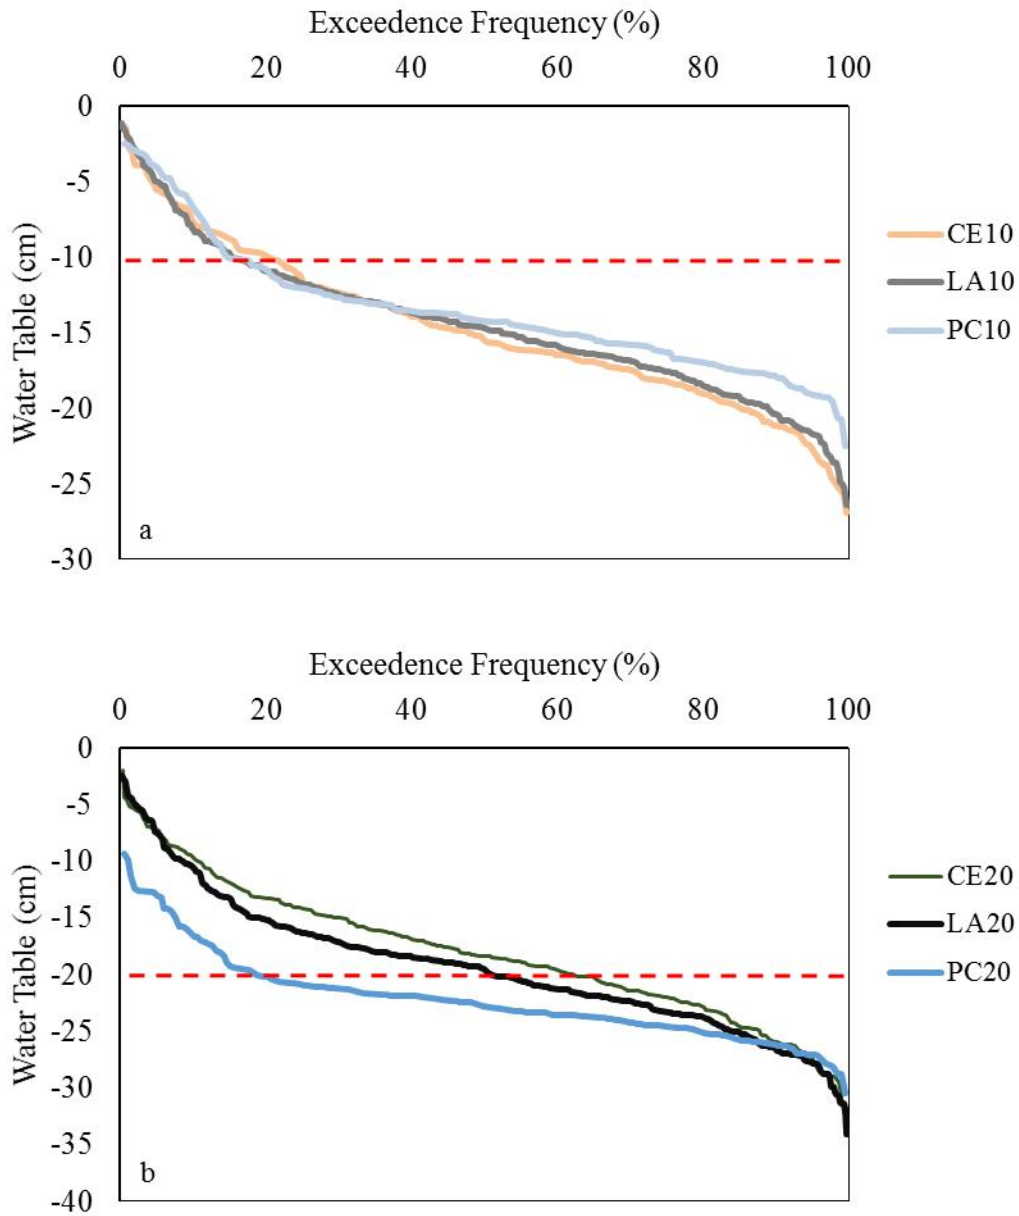 Exceedence Frequency (%)
0 20 40 60 80 100
0
-5
-10
-15
-20
-25
-30
Water Table (cm)
a
CE10
LA10
PC10
Exceedence Frequency (%)
0 20 40 60 80 100
0
-5
-10
-15
-20
-25
-30
-35
-40
Water Table (cm)
b
CE20
LA20
PC20